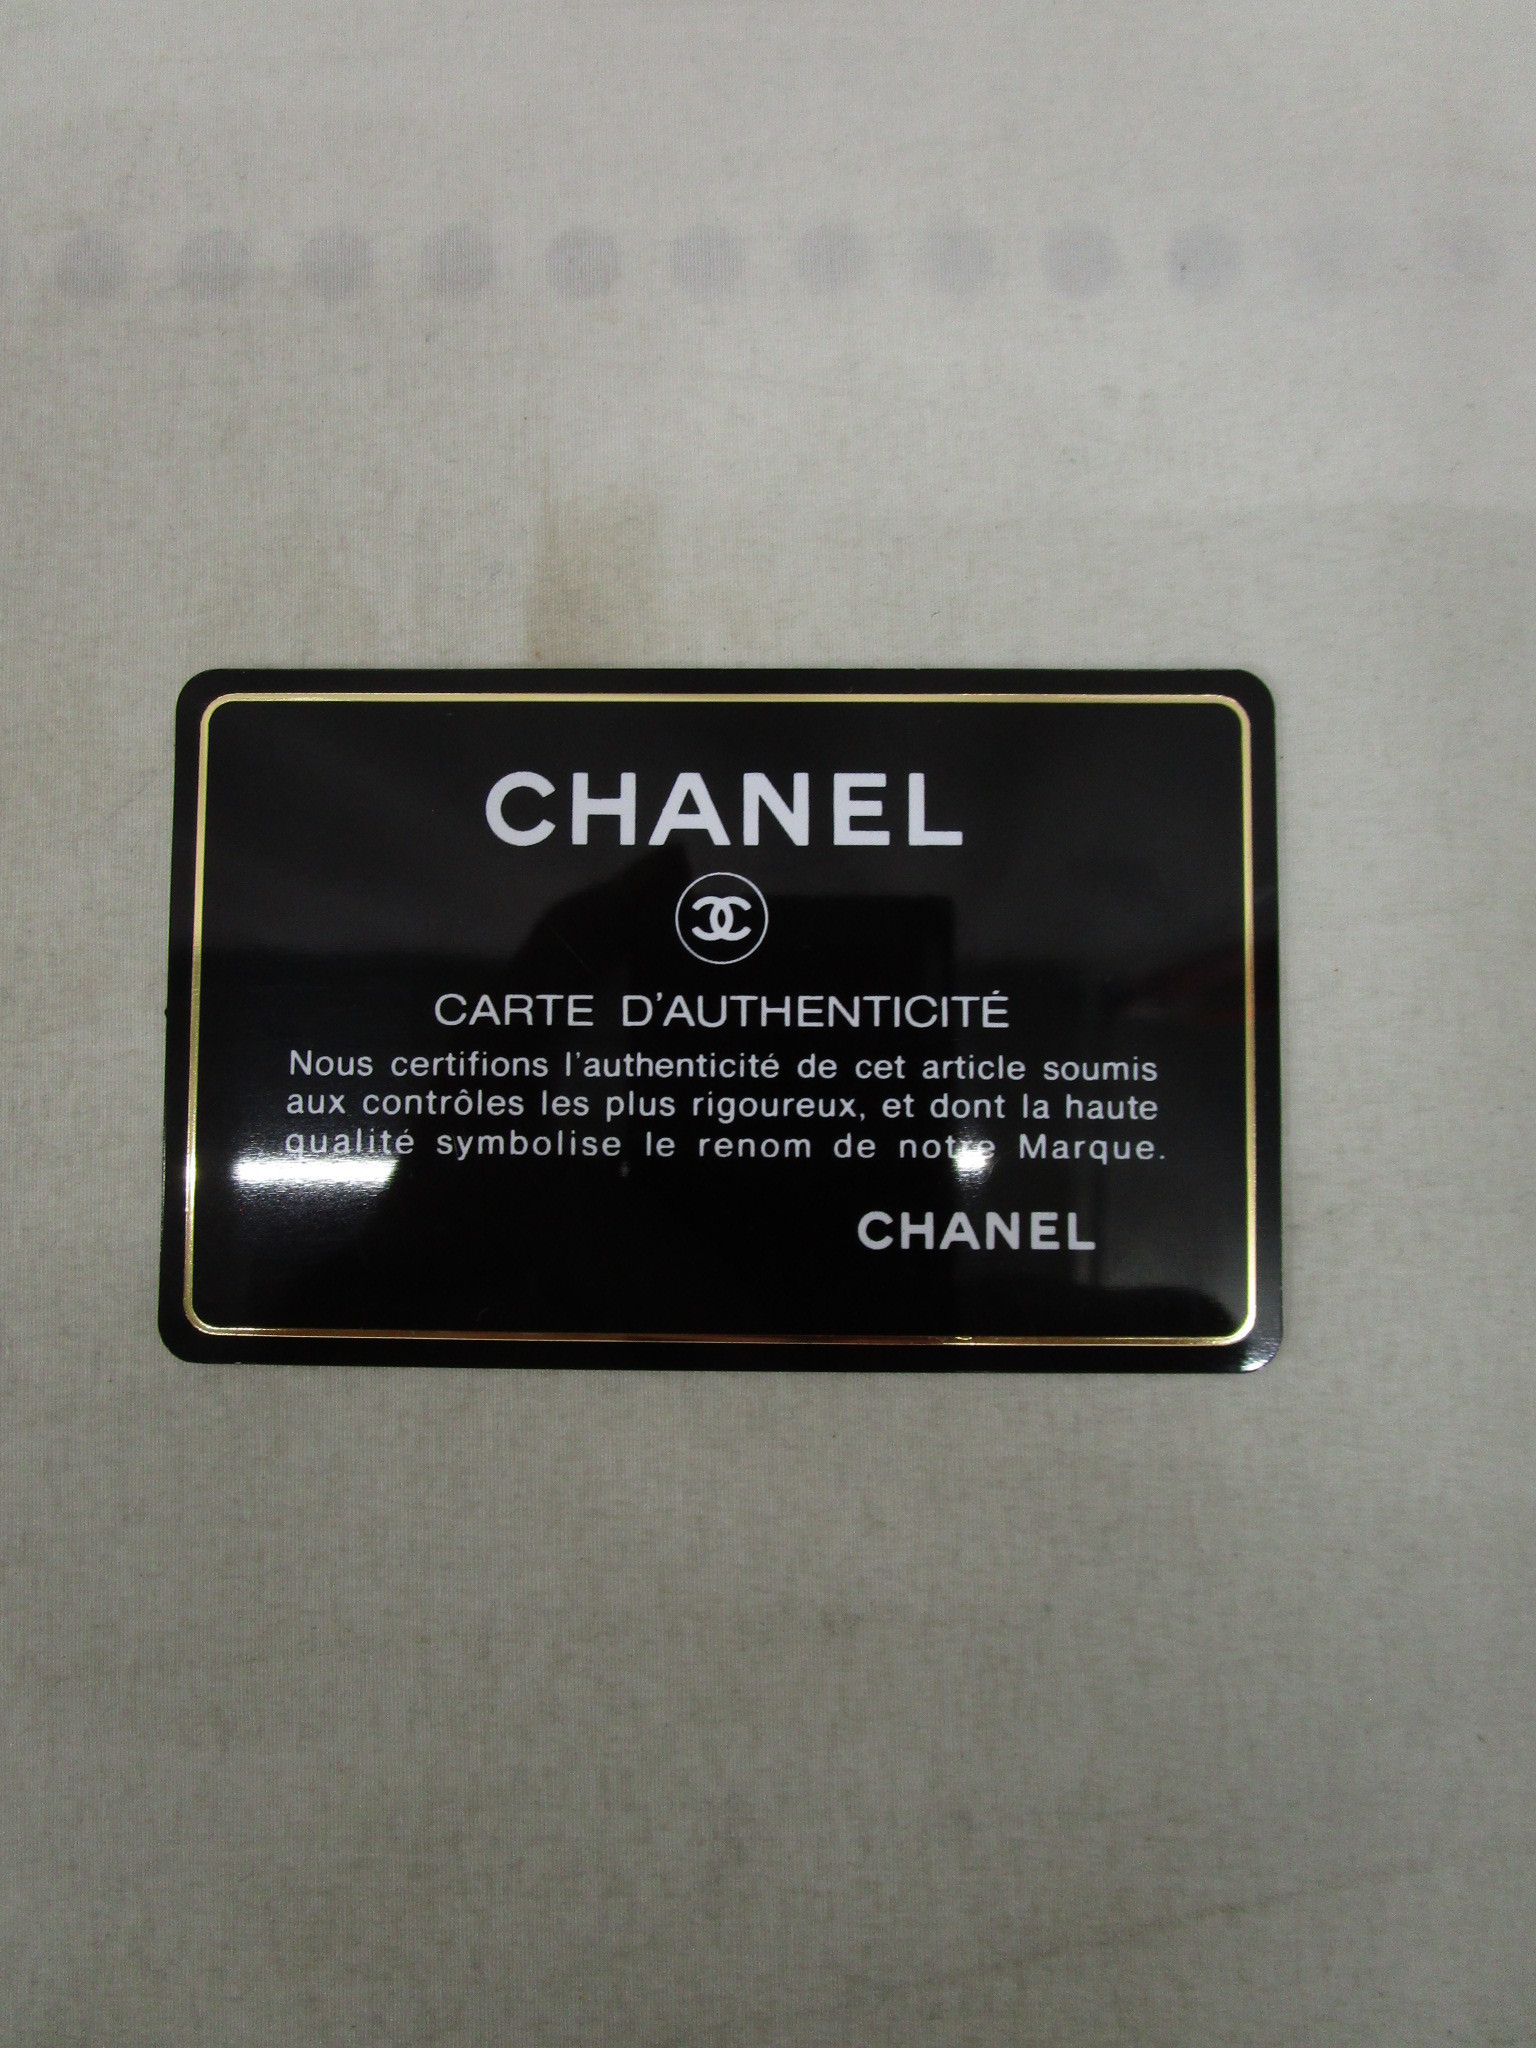 CHANEL
CARTE D'AUTHENTICITÉ
Nous certifions l'authenticité de cet article soumis
aux contrôles les plus rigoureux, et dont la haute
qualité symbolise le renom de notre Marque.
CHANEL